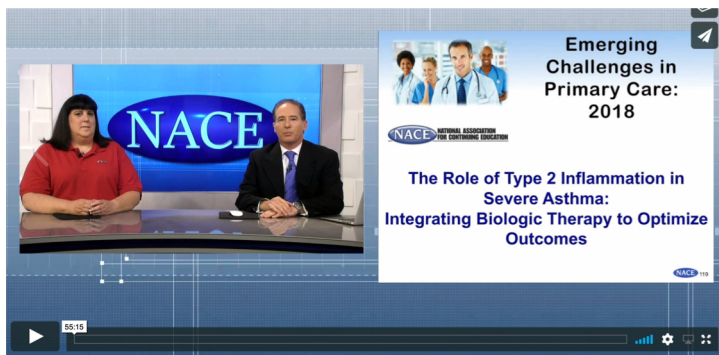 NACE
Emerging
Challenges in
Primary Care:
2018
NACE NATIONAL ASSOCIATION
FOR CONTINUING EDUCATION
The Role of Type 2 Inflammation in
Severe Asthma:
Integrating Biologic Therapy to Optimize
Outcomes
NACE 119
55:15